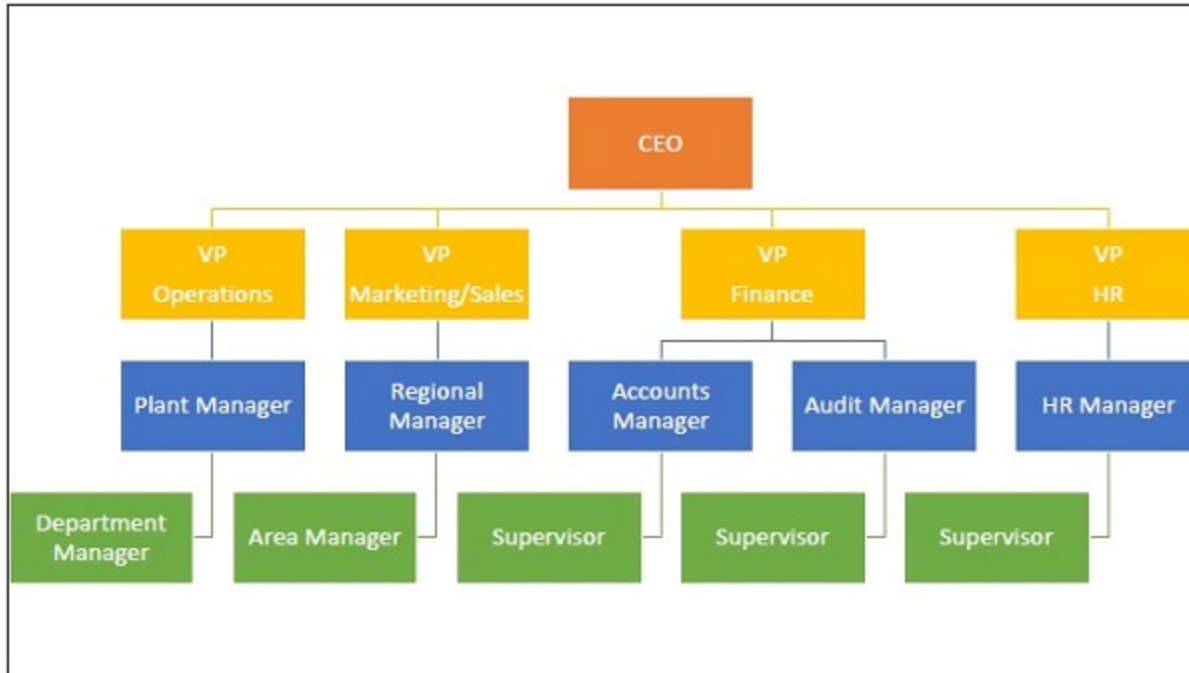 CEO
VP
Operations
VP
Marketing/Sales
VP
Finance
VP
HR
Plant Manager
Regional
Manager
Accounts
Manager
Audit Manager
HR Manager
Department
Manager
Area Manager
Supervisor
Supervisor
Supervisor